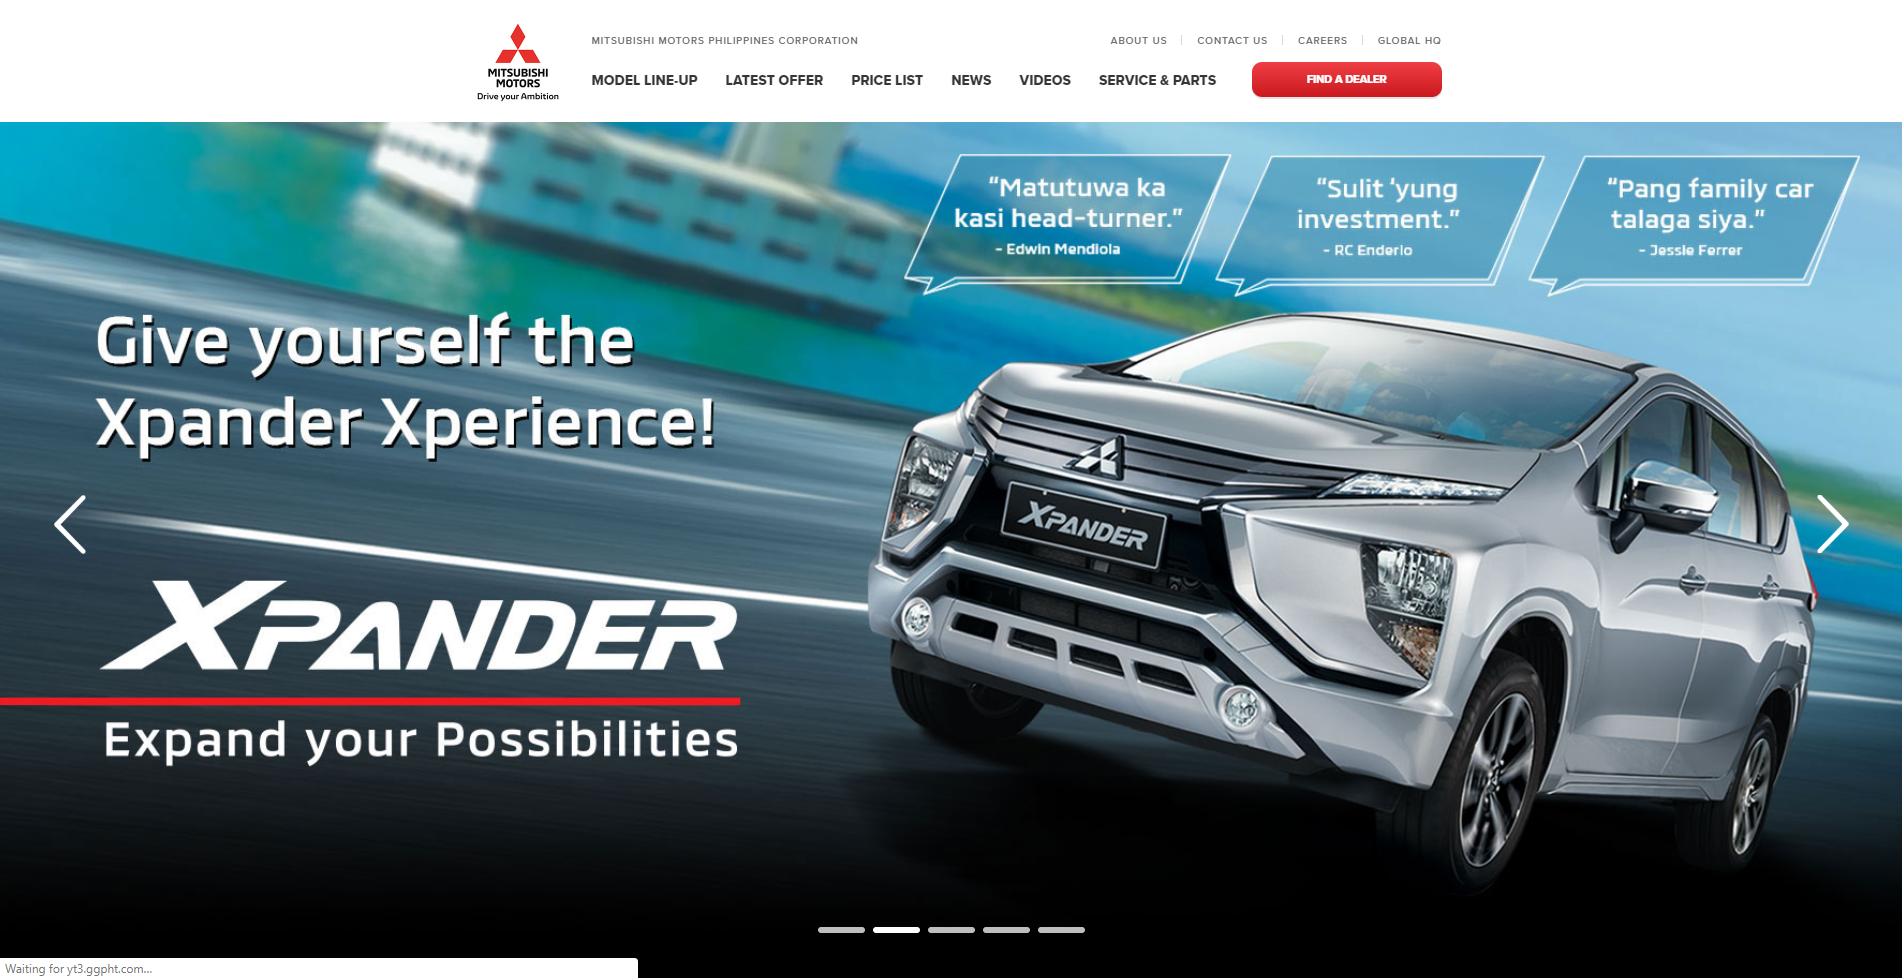 MITSUBISHI
MOTORS
Drive your Ambition
MITSUBISHI MOTORS PHILIPPINES CORPORATION
ABOUT US
CONTACT US
CAREERS
GLOBAL HQ
MODEL LINE-UP
LATEST OFFER
PRICE LIST
NEWS
VIDEOS
SERVICE & PARTS
FIND A DEALER
“Matutuwa ka
kasi head-turner.”
- Edwin Mendiola
“Sulit ‘yung
investment.”
- RC Enderio
“Pang family car
talaga siya.”
- Jessie Ferrer
Give yourself the
Xpander Xperience!
XPANDER
XPANDER
Expand your Possibilities
Waiting for yt3.ggpht.com...